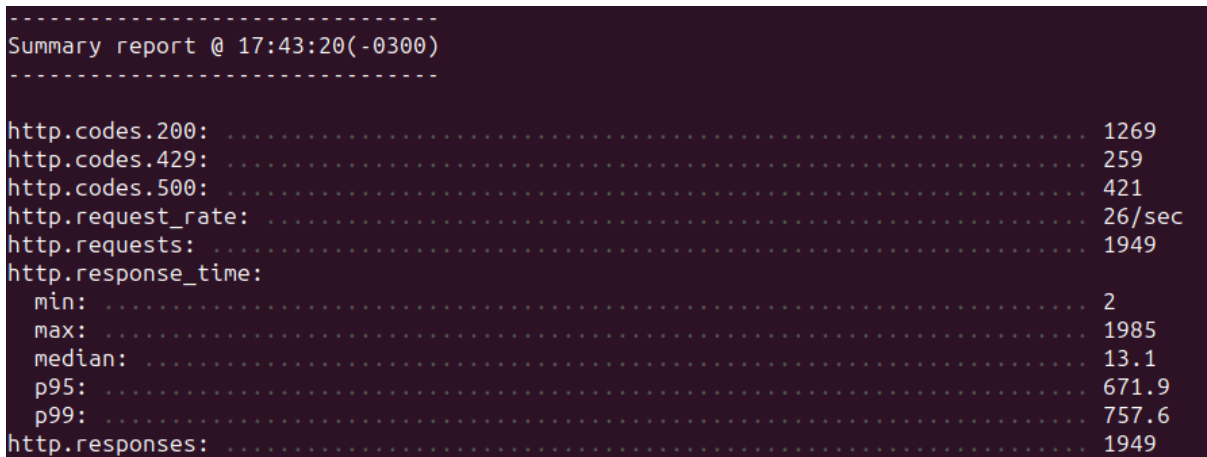 --------------------------------
Summary report @ 17:43:20(-0300)
--------------------------------
http.codes.200: ................................................................ 1269
http.codes.429: ................................................................ 259
http.codes.500: ................................................................ 421
http.request_rate: ............................................................. 26/sec
http.requests: ................................................................. 1949
http.response_time:
  min: ......................................................................... 2
  max: ......................................................................... 1985
  median: ...................................................................... 13.1
  p95: ......................................................................... 671.9
  p99: ......................................................................... 757.6
http.responses: ................................................................ 1949